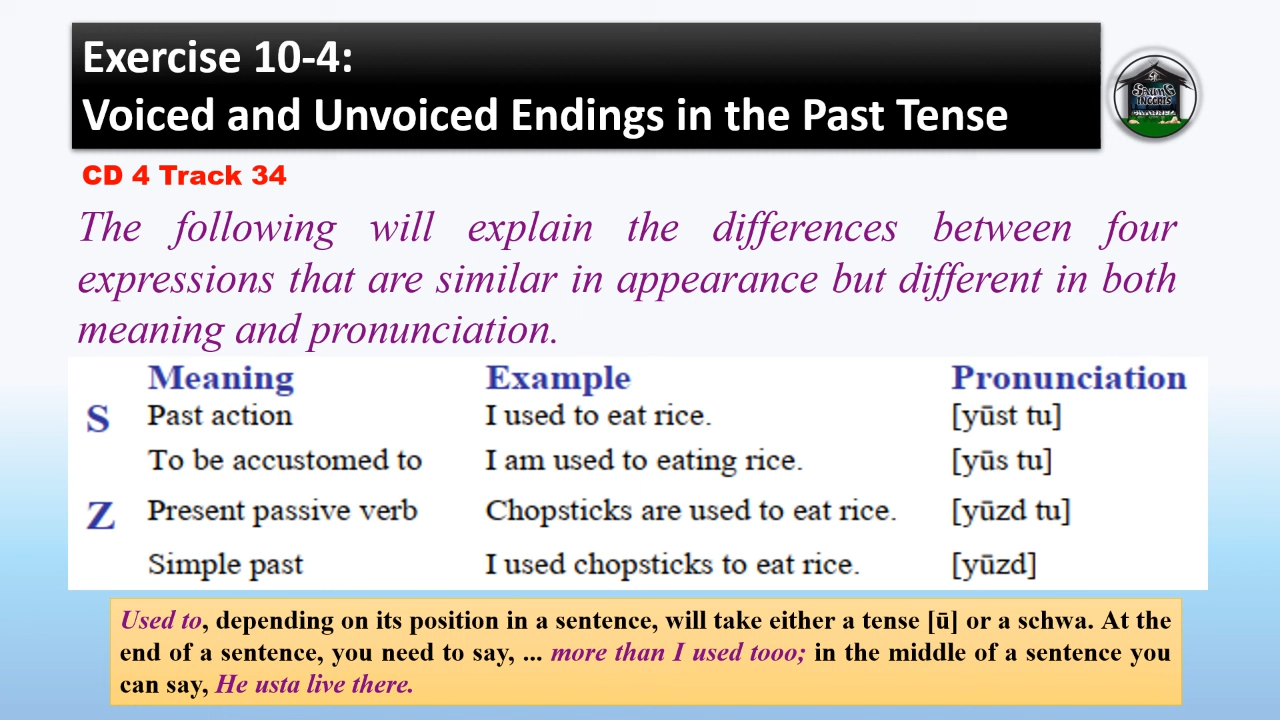 Exercise 10-4:
Voiced and Unvoiced Endings in the Past Tense
CD 4 Track 34
The following will explain the differences between four
expressions that are similar in appearance but different in both
meaning and pronunciation.
Meaning Example Pronunciation
S Past action I used to eat rice. [yūst tu]
To be accustomed to I am used to eating rice. [yūs tu]
Z Present passive verb Chopsticks are used to eat rice. [yūzd tu]
Simple past I used chopsticks to eat rice. [yūzd]
Used to, depending on its position in a sentence, will take either a tense [ū] or a schwa. At the
end of a sentence, you need to say, ... more than I used tooo; in the middle of a sentence you
can say, He usta live there.